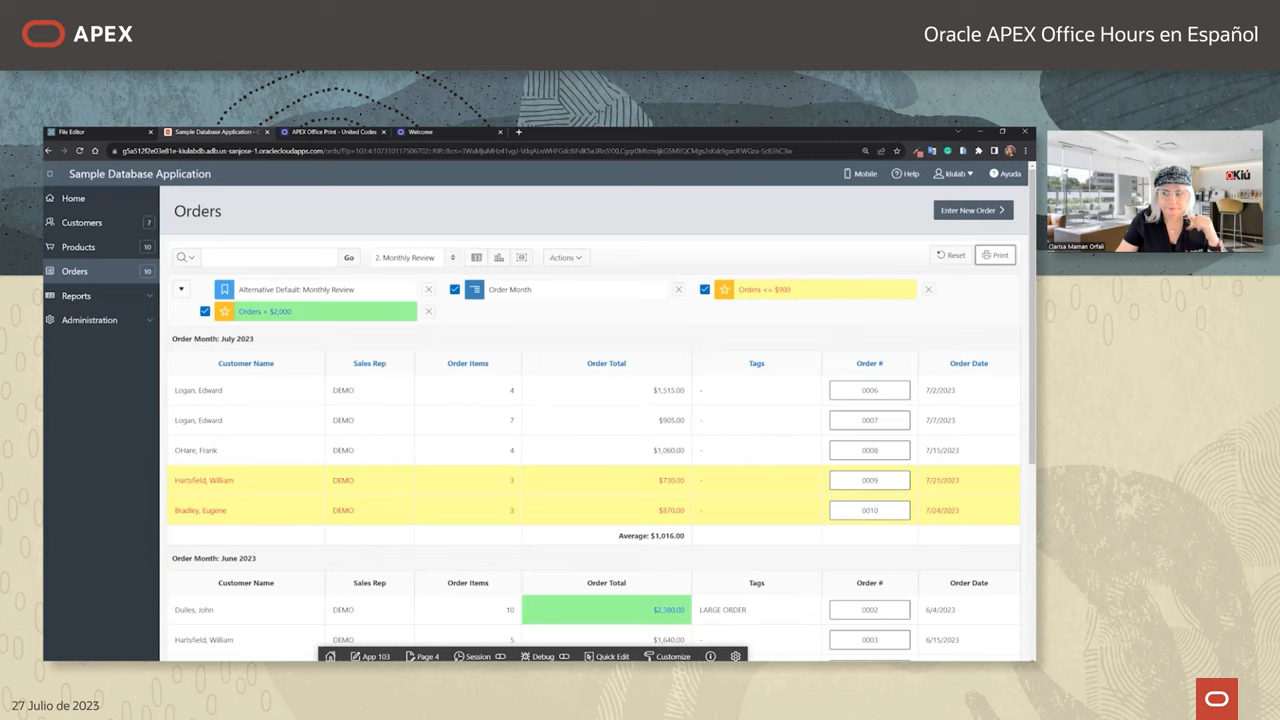 APEX
Oracle APEX Office Hours en Español
File Editor
Sample Database Application -
APEX Office Print - United Codes
Welcome
Sample Database Application
Mobile
Help
kiulab
Ayuda
Home
Customers 7
Products 10
Orders 10
Reports
Administration
Orders
Enter New Order
Go
2. Monthly Review
Actions
Reset
Print
Alternative Default: Monthly Review
Order Month
Orders <= $900
Orders > $2,000
Order Month: July 2023
Customer Name Sales Rep Order Items Order Total Tags Order # Order Date
Logan, Edward DEMO 4 $1,515.00 - 0006 7/2/2023
Logan, Edward DEMO 7 $905.00 - 0007 7/7/2023
OHare, Frank DEMO 4 $1,060.00 - 0008 7/15/2023
Hartsfield, William DEMO 3 $730.00 - 0009 7/21/2023
Bradley, Eugene DEMO 3 $870.00 - 0010 7/24/2023
Average: $1,016.00
Order Month: June 2023
Customer Name Sales Rep Order Items Order Total Tags Order # Order Date
Dulles, John DEMO 10 $2,380.00 LARGE ORDER 0002 6/4/2023
Hartsfield, William DEMO 5 $1,640.00 - 0003 6/15/2023
App 103
Page 4
Session
Debug
Quick Edit
Customize
Kiú
Clarisa Maman Orfali
27 Julio de 2023